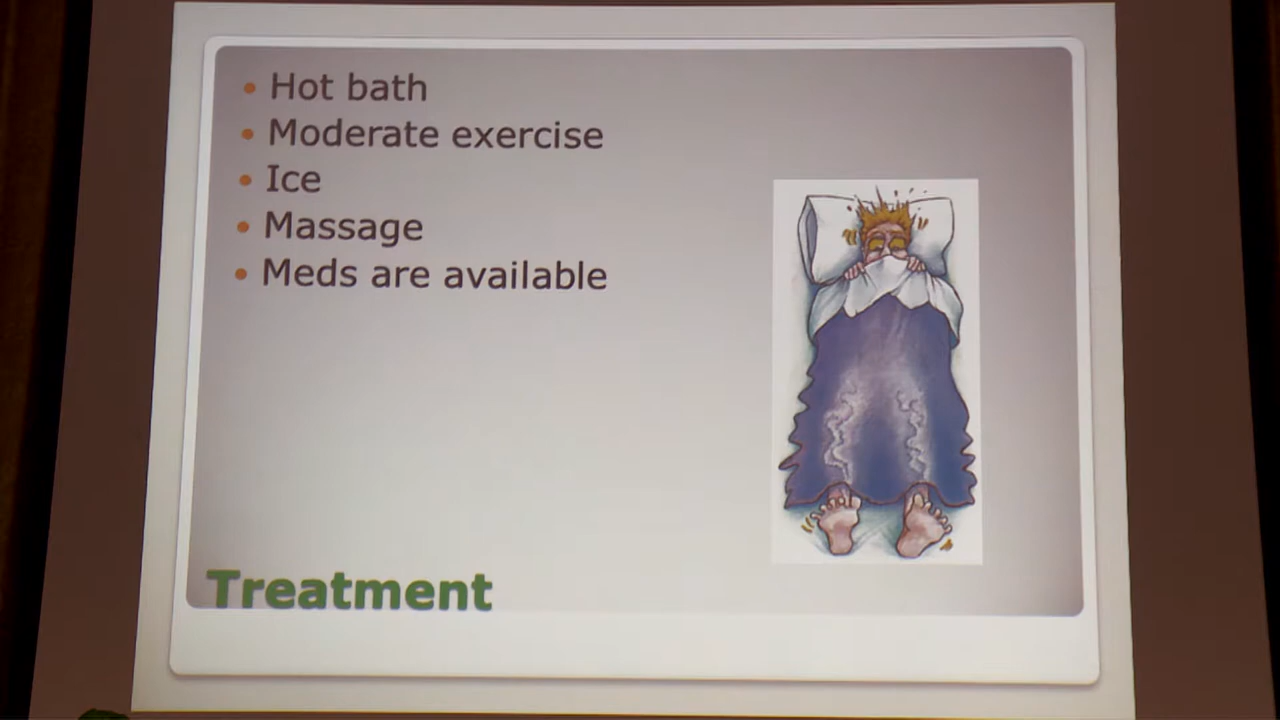 Hot bath
Moderate exercise
Ice
Massage
Meds are available
Treatment